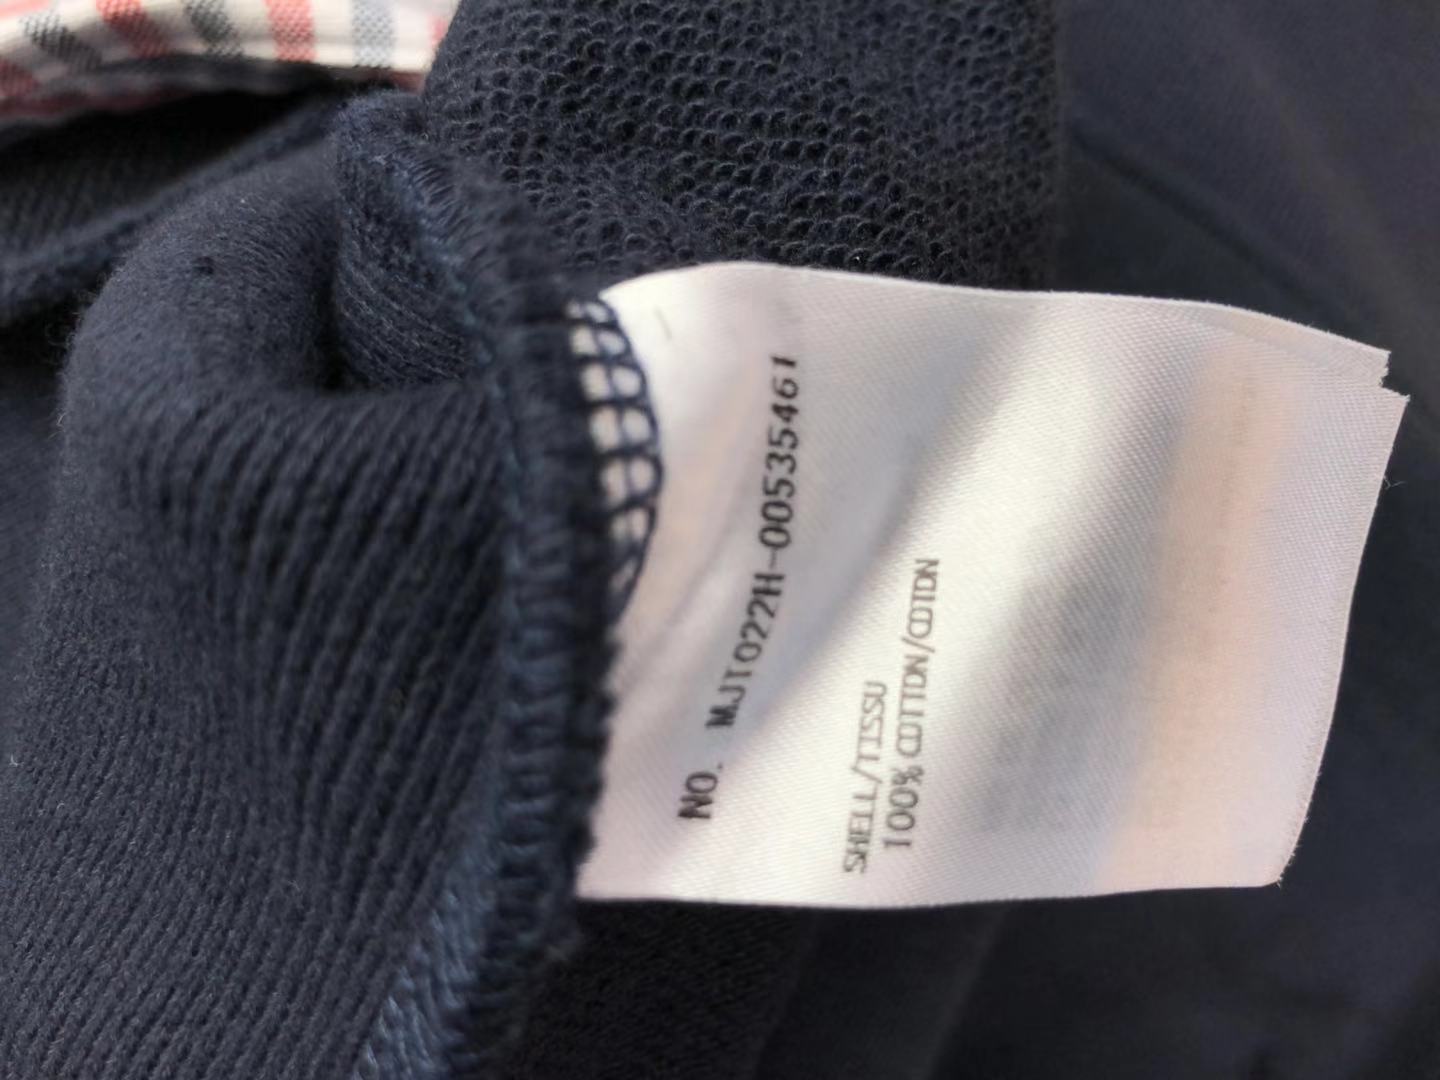 NO. MJT022H-00535461
SHELL/TISSU
100% COTTON/COTON